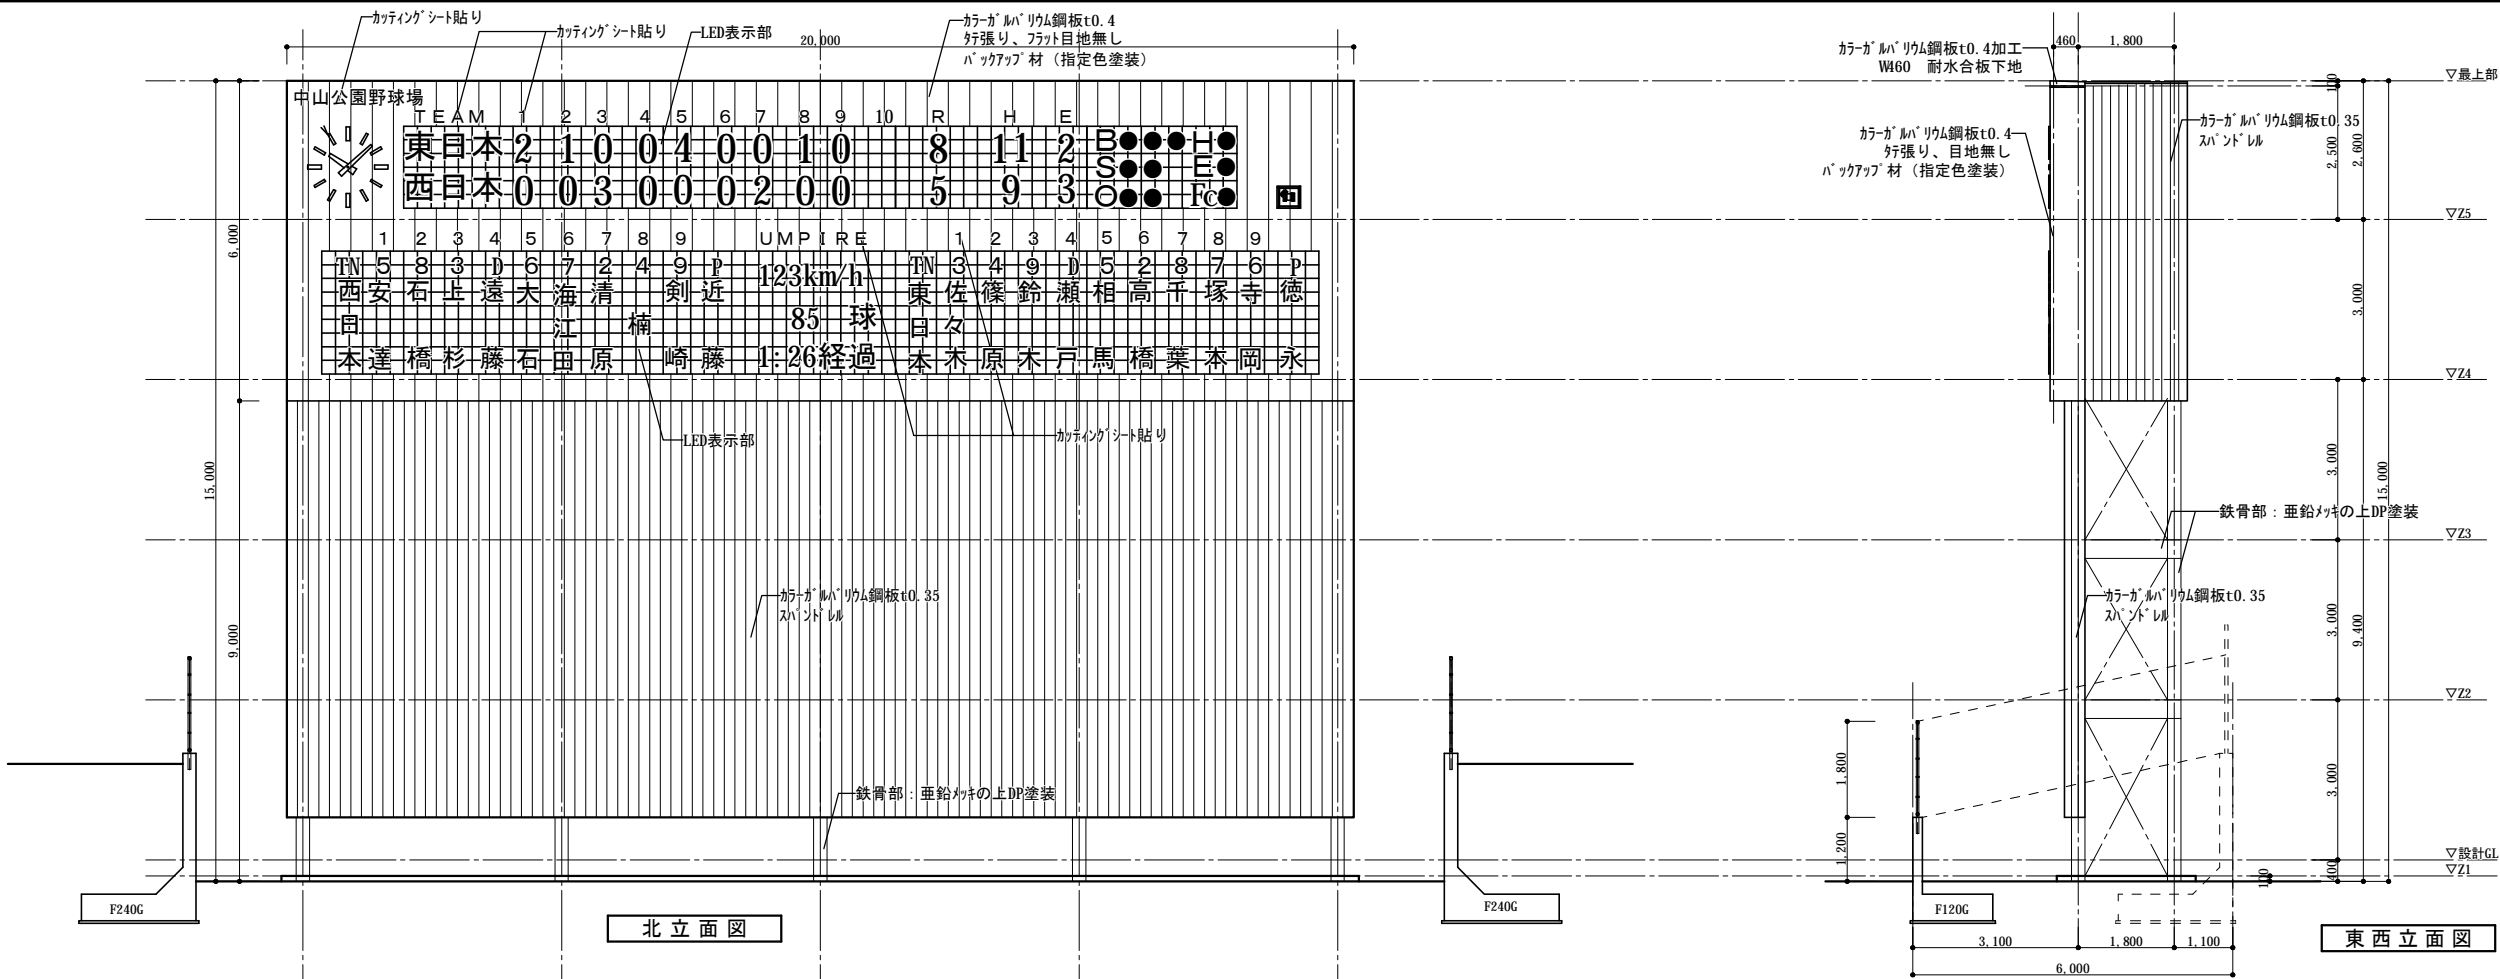 カッティングシート貼り
カッティングシート貼り
LED表示部
カラーガルバリウム鋼板t0.4
タテ張り、フラット目地無し
バックアップ材（指定色塗装）
20,000
中山公園野球場
TEAM 1 2 3 4 5 6 7 8 9 10 R H E
東日本 2 1 0 0 4 0 0 1 0 8 11 2 B●●● H●
S●● E●
西日本 0 0 3 0 0 0 2 0 0 5 9 3 O●● Fc●
1 2 3 4 5 6 7 8 9 UMPIRE 1 2 3 4 5 6 7 8 9
TN 5 8 3 D 6 7 2 4 9 P 123km/h TN 3 4 9 D 5 2 8 7 6 P
西日本 安達 石橋 上杉 遠藤 大石 海江田 清原 楠 剣崎 近藤
85 球
1:26経過
東日本 佐々木 篠原 鈴木 瀬戸 相馬 高橋 千葉 塚本 寺岡 徳永
LED表示部
カッティングシート貼り
カラーガルバリウム鋼板t0.35
スパンドレル
鉄骨部：亜鉛メッキの上DP塗装
6,000
15,000
9,000
F240G
F240G
北立面図
460
1,800
カラーガルバリウム鋼板t0.4加工
W460 耐水合板下地
カラーガルバリウム鋼板t0.4
タテ張り、目地無し
バックアップ材（指定色塗装）
カラーガルバリウム鋼板t0.35
スパンドレル
鉄骨部：亜鉛メッキの上DP塗装
カラーガルバリウム鋼板t0.35
スパンドレル
100
2,500
2,600
3,000
3,000
15,000
3,000
9,400
3,000
400
100
▽最上部
▽Z5
▽Z4
▽Z3
▽Z2
▽設計GL
▽Z1
1,800
1,200
F120G
3,100
1,800
1,100
6,000
東西立面図